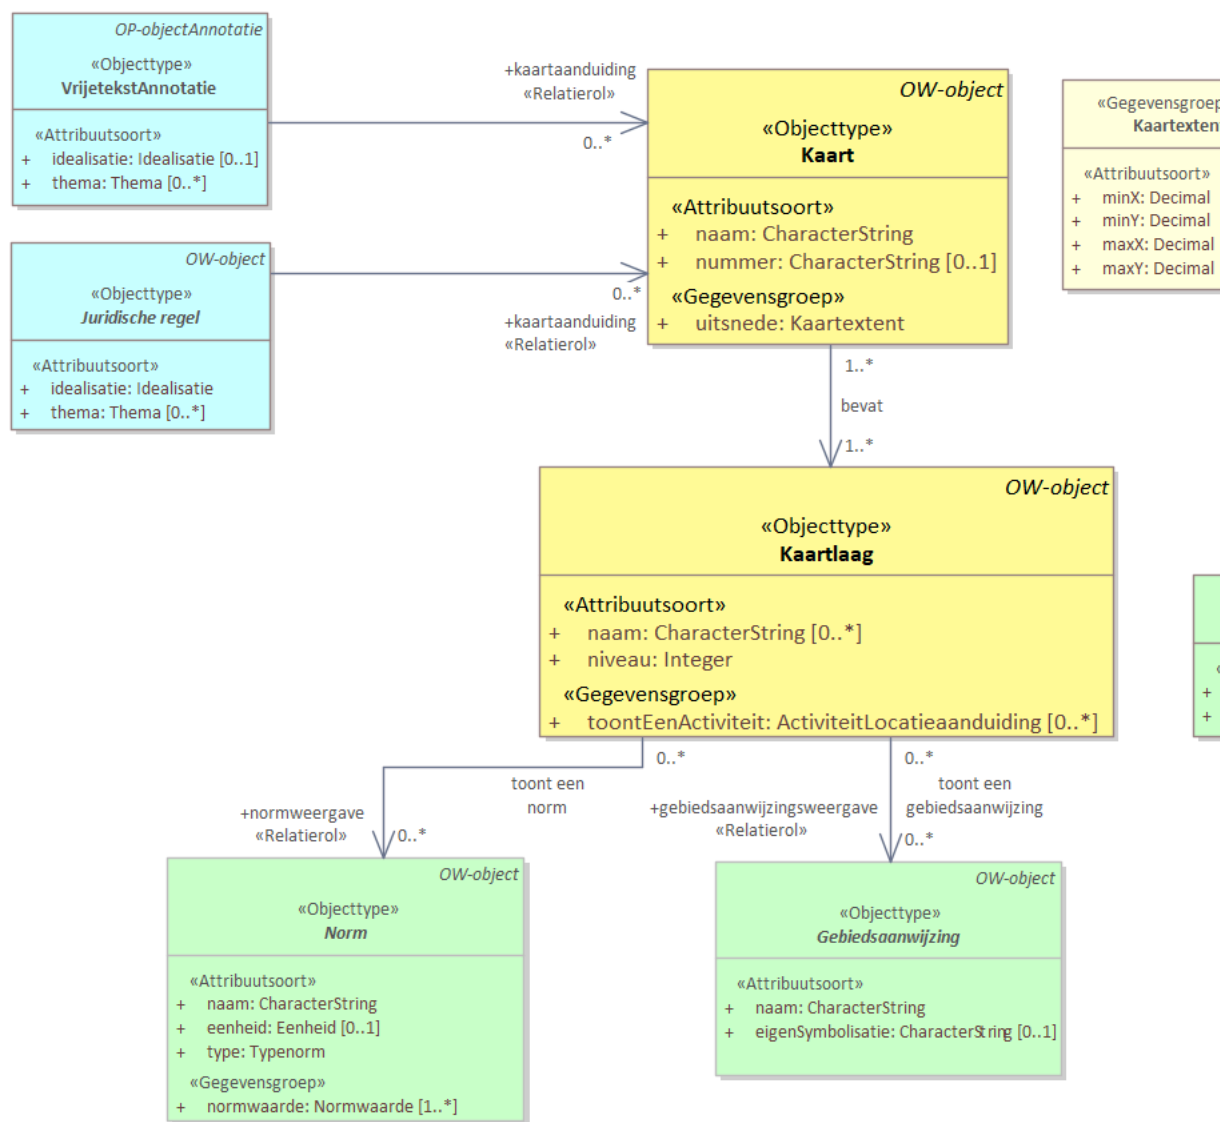 OP-objectAnnotatie
«Objecttype»
VrijetekstAnnotatie
«Attribuutsoort»
+ idealisatie: Idealisatie [0..1]
+ thema: Thema [0..*]
+kaartaanduiding
«Relatierol»
0..*
OW-object
«Objecttype»
Kaart
«Attribuutsoort»
+ naam: CharacterString
+ nummer: CharacterString [0..1]
«Gegevensgroep»
+ uitsnede: Kaartextent
«Gegevensgroep
Kaartextent
«Attribuutsoort»
+ minX: Decimal
+ minY: Decimal
+ maxX: Decimal
+ maxY: Decimal
OW-object
«Objecttype»
Juridische regel
«Attribuutsoort»
+ idealisatie: Idealisatie
+ thema: Thema [0..*]
0..*
+kaartaanduiding
«Relatierol»
1..*
bevat
1..*
OW-object
«Objecttype»
Kaartlaag
«Attribuutsoort»
+ naam: CharacterString [0..*]
+ niveau: Integer
«Gegevensgroep»
+ toontEenActiviteit: ActiviteitLocatieaanduiding [0..*]
«
+
+
0..*
toont een
norm
+normweergave
«Relatierol»
0..*
0..*
toont een
gebiedsaanwijzing
+gebiedsaanwijzingsweergave
«Relatierol»
0..*
OW-object
«Objecttype»
Norm
«Attribuutsoort»
+ naam: CharacterString
+ eenheid: Eenheid [0..1]
+ type: Typenorm
«Gegevensgroep»
+ normwaarde: Normwaarde [1..*]
OW-object
«Objecttype»
Gebiedsaanwijzing
«Attribuutsoort»
+ naam: CharacterString
+ eigenSymbolisatie: CharacterString [0..1]